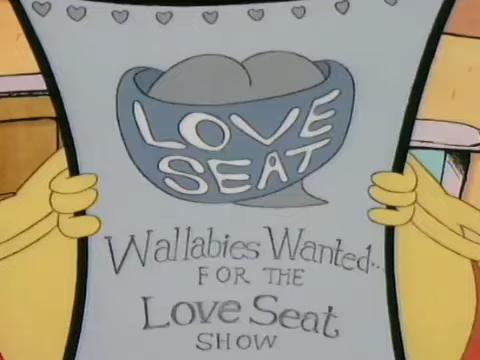 LOVE
SEAT
Wallabies Wanted...
FOR THE
Love Seat
SHOW